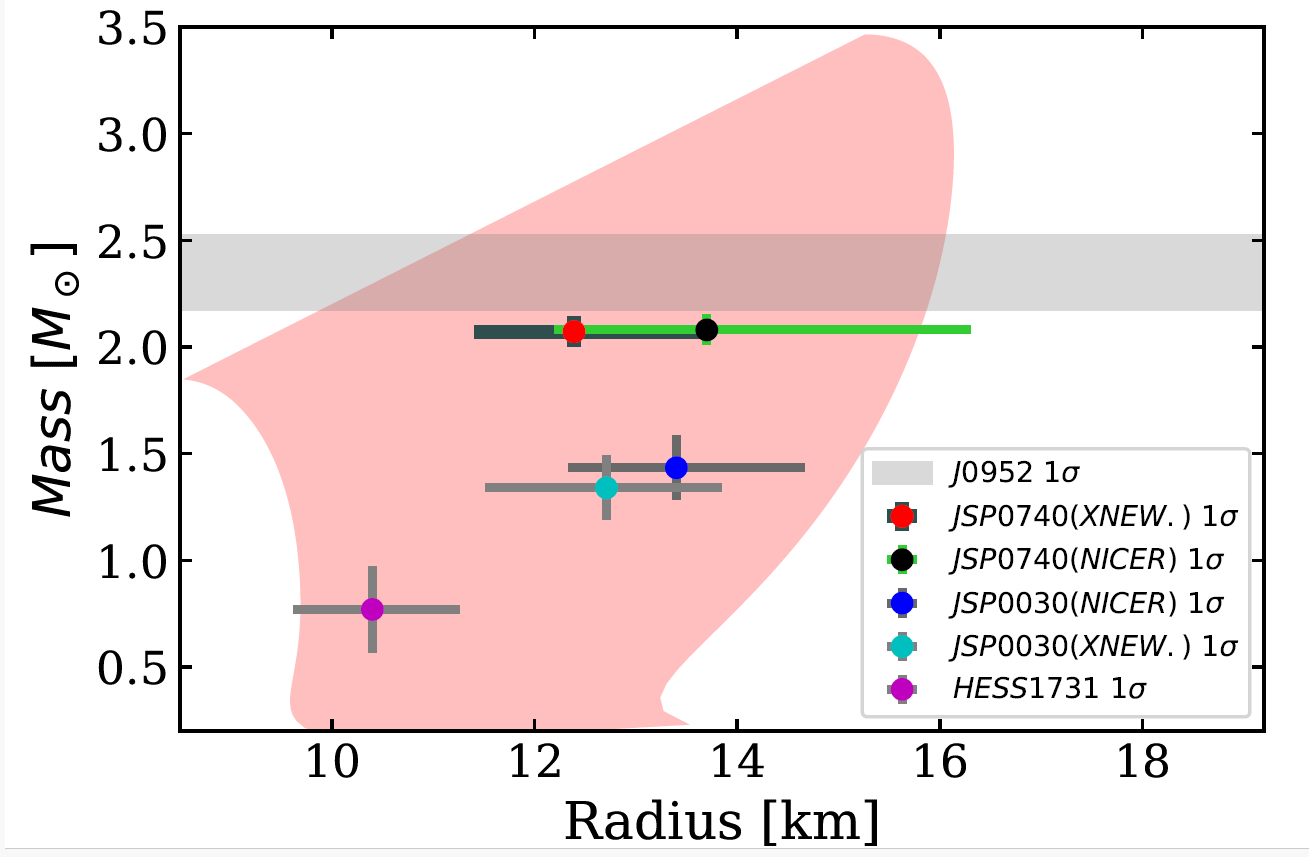 3.5
3.0
2.5
2.0
1.5
1.0
0.5
Mass [M⊙]
10 12 14 16 18
Radius [km]
J0952 1σ
JSP0740(XNEW.) 1σ
JSP0740(NICER) 1σ
JSP0030(NICER) 1σ
JSP0030(XNEW.) 1σ
HESS1731 1σ